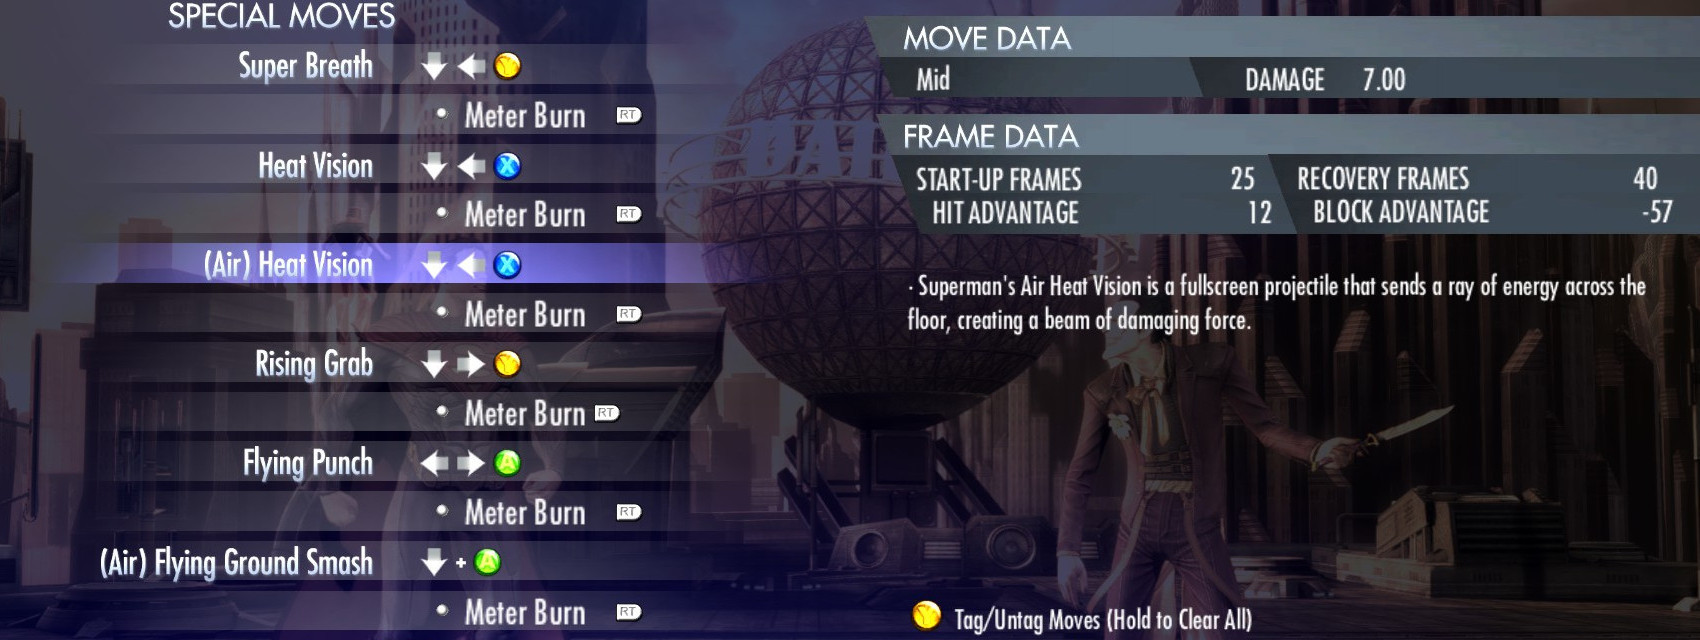 SPECIAL MOVES
Super Breath Y
Meter Burn RT
Heat Vision X
Meter Burn RT
(Air) Heat Vision X
Meter Burn RT
Rising Grab Y
Meter Burn RT
Flying Punch A
Meter Burn RT
(Air) Flying Ground Smash + A
Meter Burn RT
MOVE DATA
Mid DAMAGE 7.00
FRAME DATA
START-UP FRAMES 25 RECOVERY FRAMES 40
HIT ADVANTAGE 12 BLOCK ADVANTAGE -57
· Superman's Air Heat Vision is a fullscreen projectile that sends a ray of energy across the
floor, creating a beam of damaging force.
Y Tag/Untag Moves (Hold to Clear All)